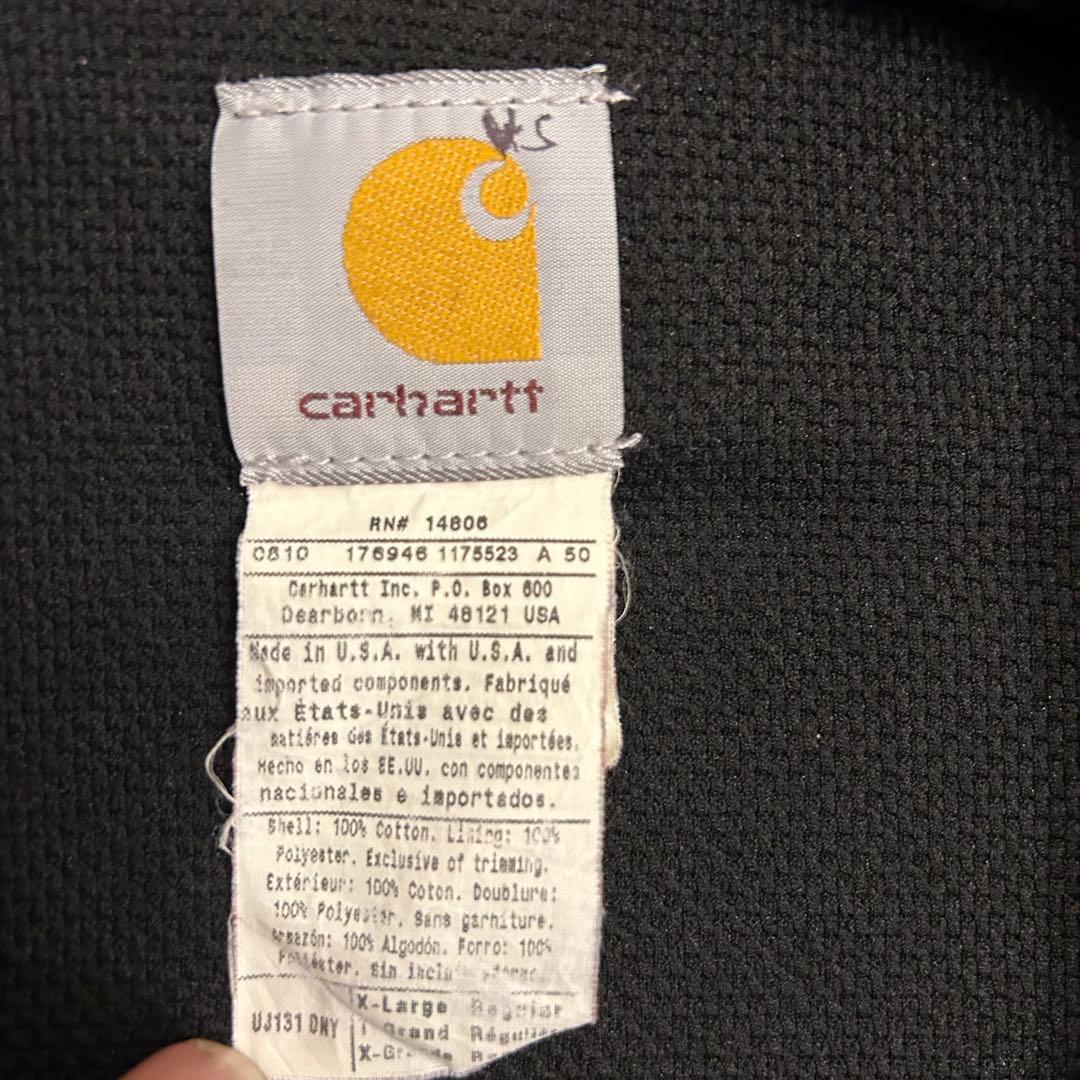 carhartt
RN# 14806
0810 176946 1175523 A 50
Carhartt Inc. P.O. Box 600
Dearborn, MI 48121 USA
Made in U.S.A. with U.S.A. and
imported components. Fabriqué
aux États-Unis avec des
matiéres des États-Unis et importées.
Hecho en los EE.UU. con componentes
nacionales e importados.
Shell: 100% Cotton. Lining: 100%
Polyester. Exclusive of trimming.
Extérieur: 100% Coton. Doublure:
100% Polyester. Sans garniture.
Armazón: 100% Algodón. Forro: 100%
Poliéster. Sin
UJ131 DNY
X-Large Regular
Grand